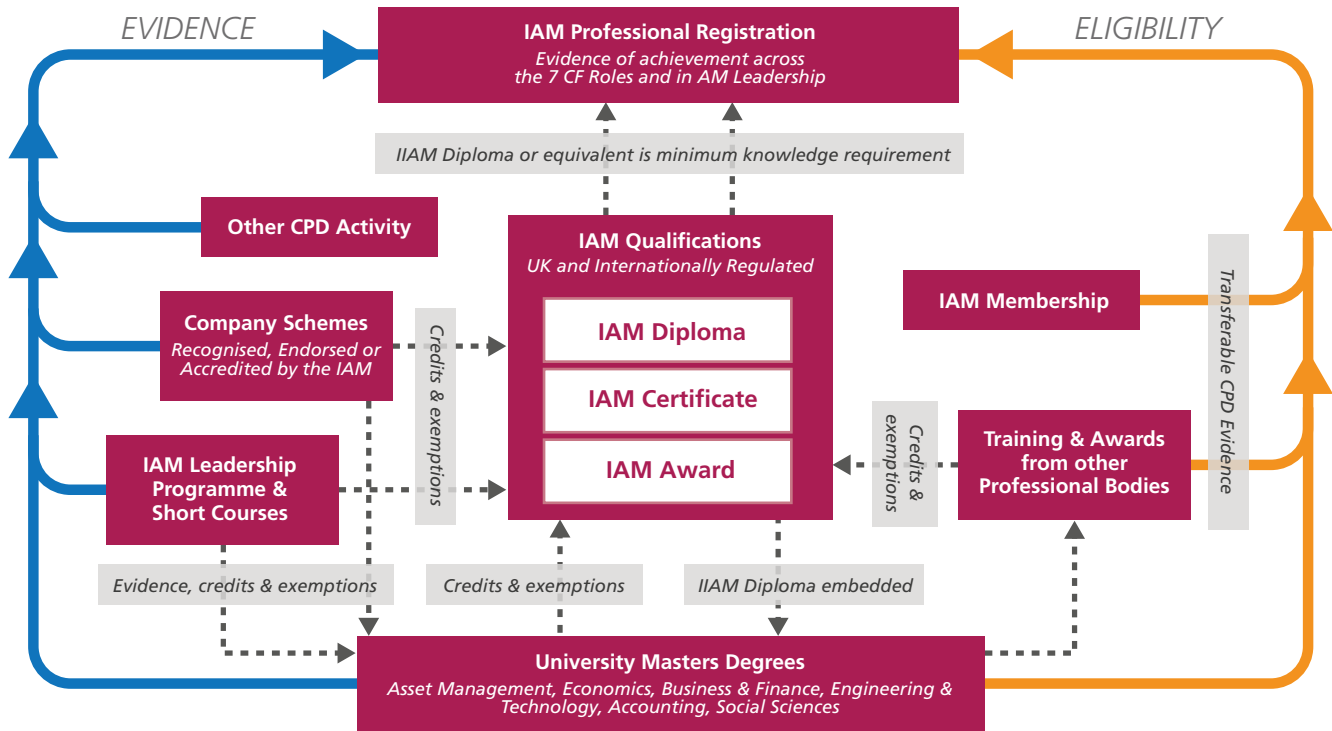 EVIDENCE
ELIGIBILITY
IAM Professional Registration
Evidence of achievement across
the 7 CF Roles and in AM Leadership
IIAM Diploma or equivalent is minimum knowledge requirement
Other CPD Activity
IAM Qualifications
UK and Internationally Regulated
IAM Diploma
IAM Certificate
IAM Award
IAM Membership
Transferable CPD Evidence
Company Schemes
Recognised, Endorsed or
Accredited by the IAM
Credits & exemptions
Credits &
exemptions
Training & Awards
from other
Professional Bodies
IAM Leadership
Programme &
Short Courses
Evidence, credits & exemptions
Credits & exemptions
IIAM Diploma embedded
University Masters Degrees
Asset Management, Economics, Business & Finance, Engineering &
Technology, Accounting, Social Sciences